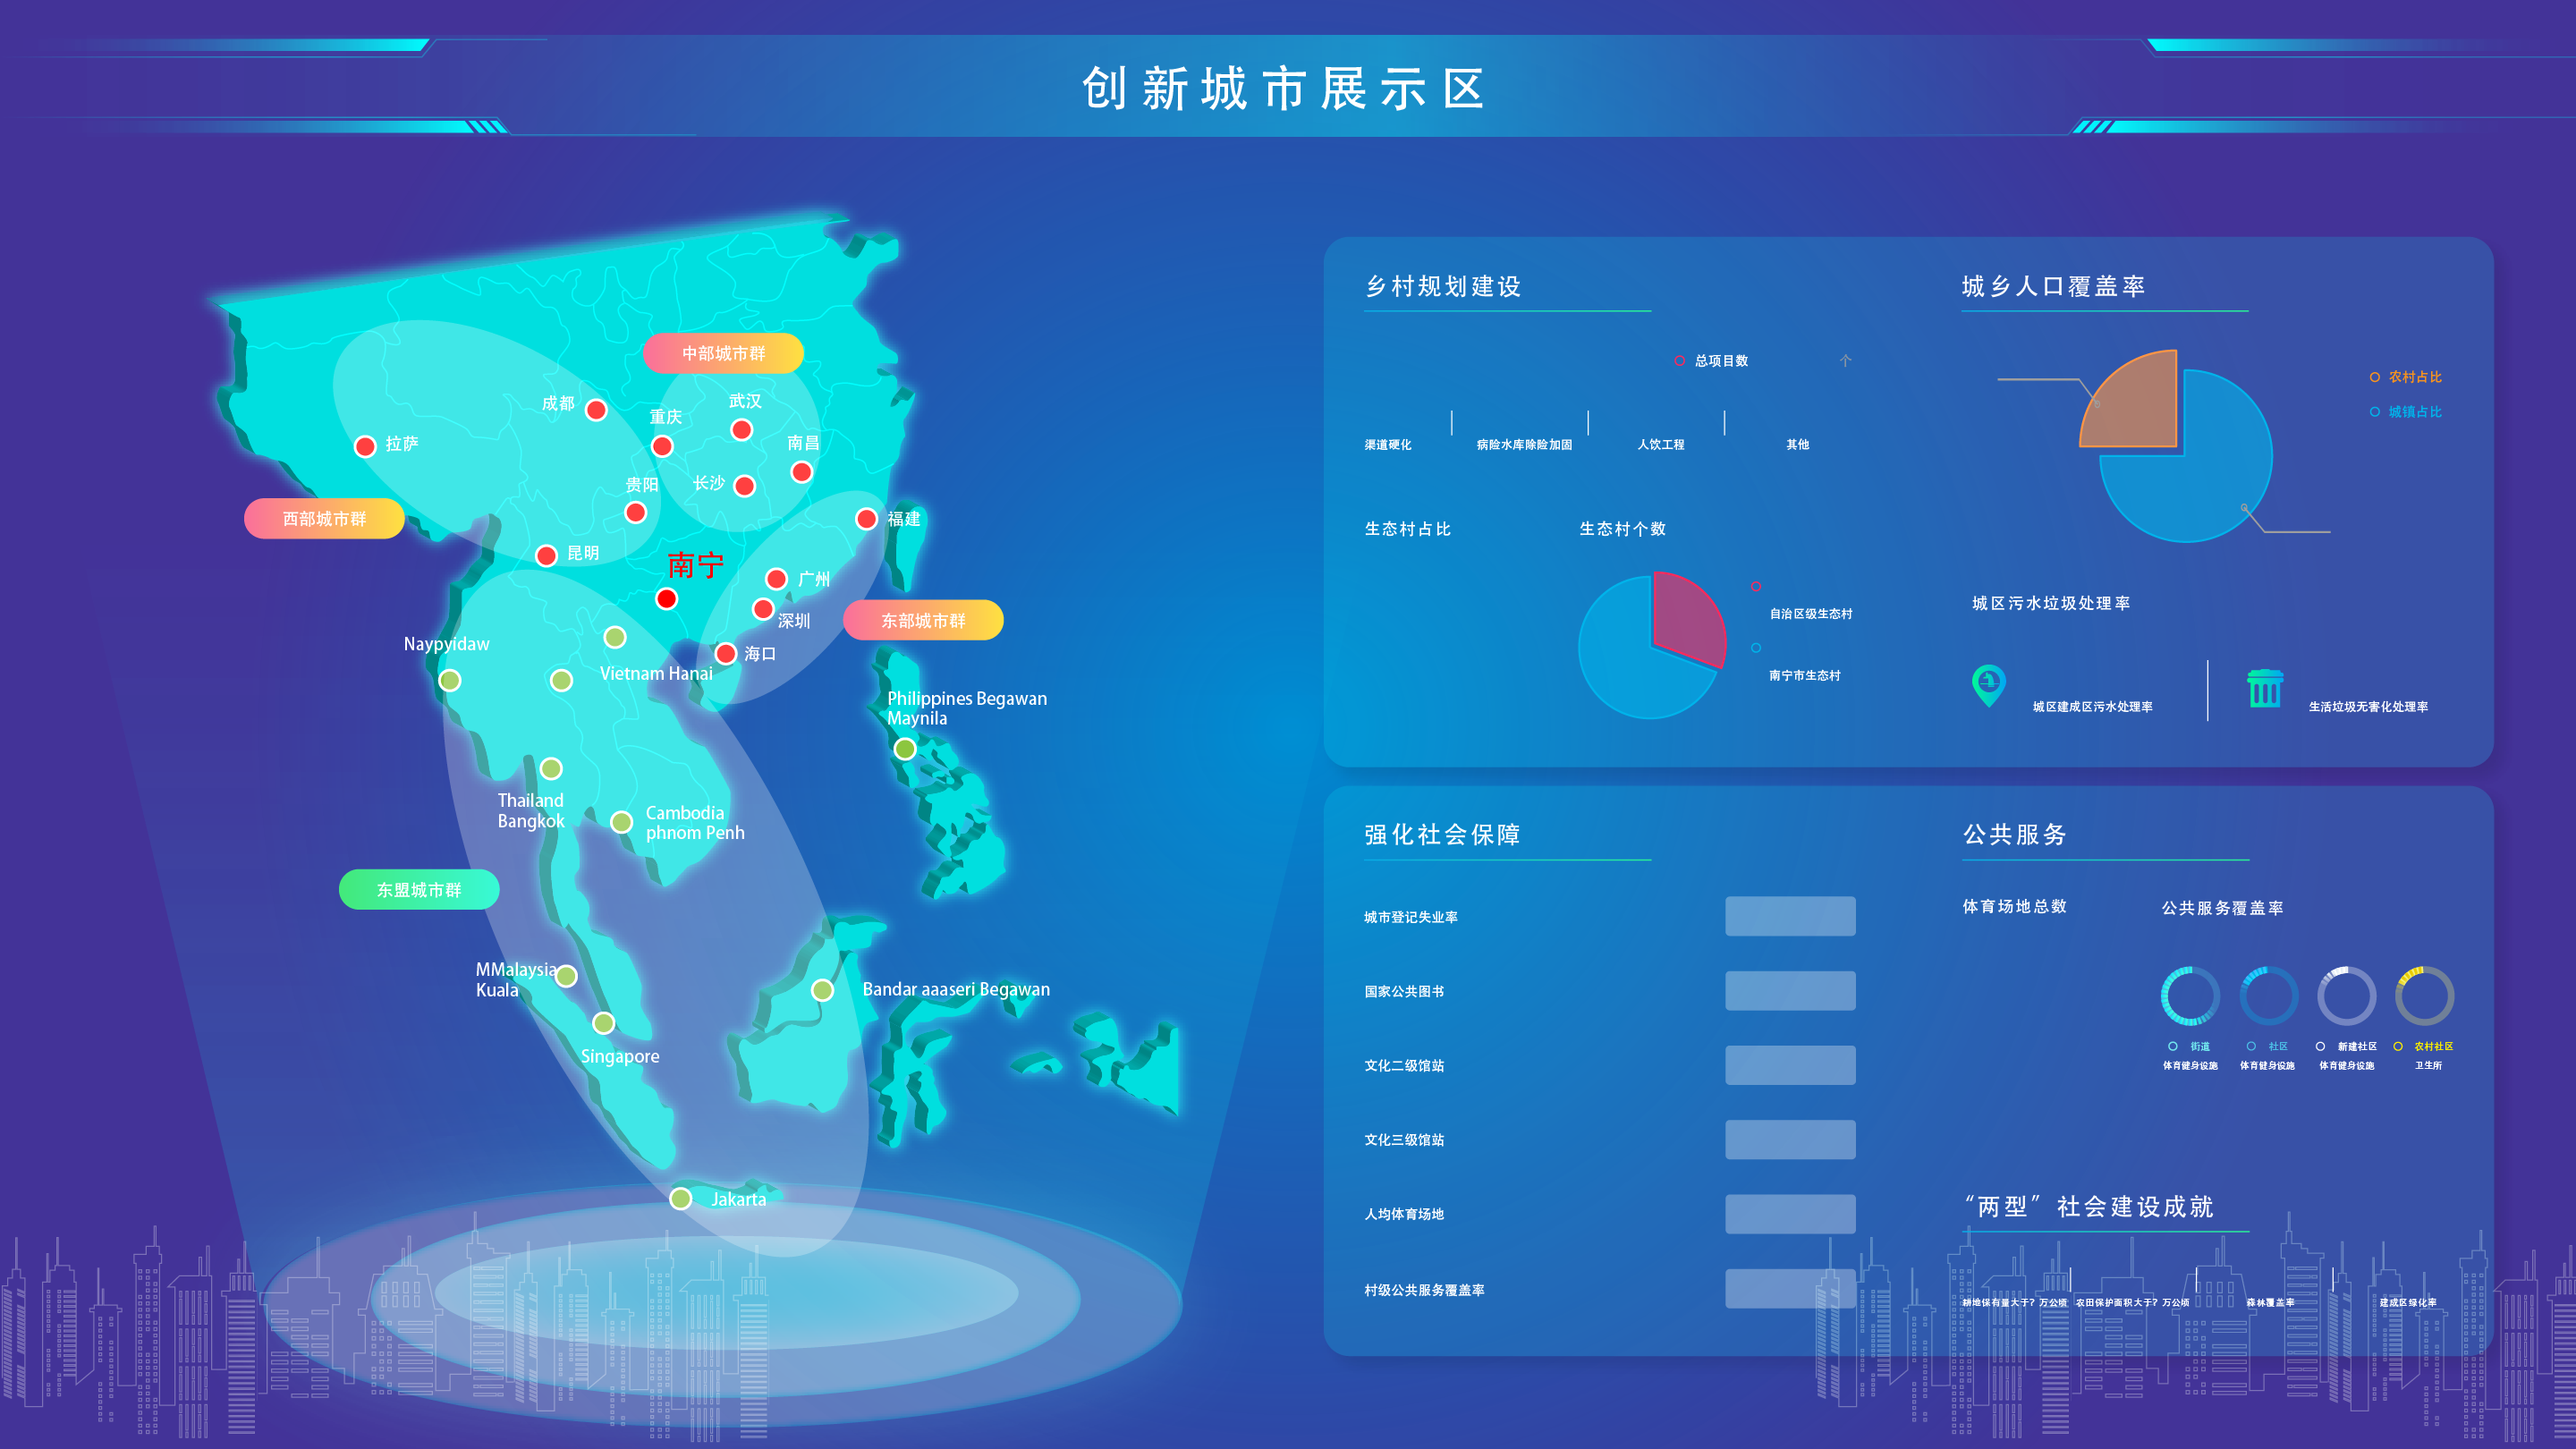 创新城市展示区
中部城市群
成都
重庆
武汉
南昌
拉萨
贵阳
长沙
西部城市群
福建
昆明
南宁
广州
深圳
东部城市群
海口
Naypyidaw
Vietnam Hanai
Philippines Begawan
Maynila
Thailand
Bangkok
Cambodia
phnom Penh
东盟城市群
MMalaysia
Kuala
Bandar aaaseri Begawan
Singapore
Jakarta
乡村规划建设
总项目数
个
渠道硬化
病险水库除险加固
人饮工程
其他
生态村占比
生态村个数
自治区级生态村
南宁市生态村
城乡人口覆盖率
农村占比
城镇占比
城区污水垃圾处理率
城区建成区污水处理率
生活垃圾无害化处理率
强化社会保障
城市登记失业率
国家公共图书
文化二级馆站
文化三级馆站
人均体育场地
村级公共服务覆盖率
公共服务
体育场地总数
公共服务覆盖率
街道
体育健身设施
社区
体育健身设施
新建社区
体育健身设施
农村社区
卫生所
“两型”社会建设成就
耕地保有量大于？万公顷
农田保护面积大于？万公顷
森林覆盖率
建成区绿化率